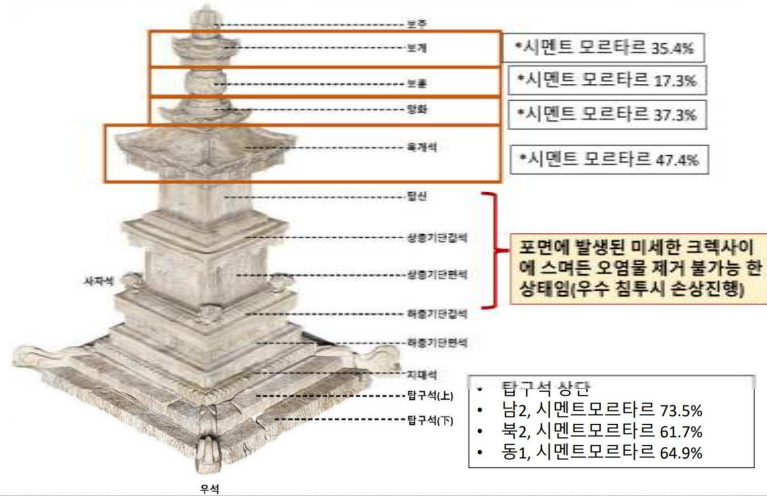 보주
보개
*시멘트 모르타르 35.4%
보륜
*시멘트 모르타르 17.3%
앙화
*시멘트 모르타르 37.3%
옥개석
*시멘트 모르타르 47.4%
탑신
상층기단갑석
포면에 발생된 미세한 크렉사이
에 스며든 오염물 제거 불가능 한
상태임(우수 침투시 손상진행)
사자석
상층기단면석
하층기단갑석
하층기단면석
지대석
탑구석(上)
탑구석(下)
• 탑구석 상단
• 남2, 시멘트모르타르 73.5%
• 북2, 시멘트모르타르 61.7%
• 동1, 시멘트모르타르 64.9%
우석